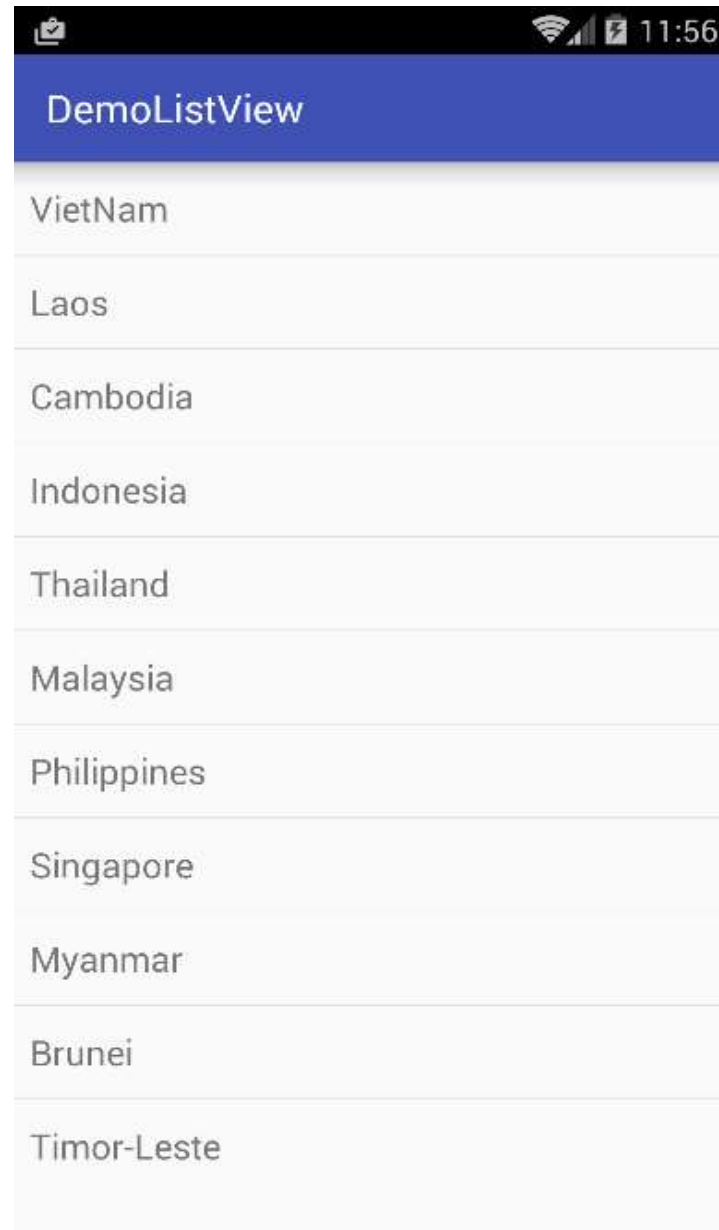 11:56
DemoListView
VietNam
Laos
Cambodia
Indonesia
Thailand
Malaysia
Philippines
Singapore
Myanmar
Brunei
Timor-Leste